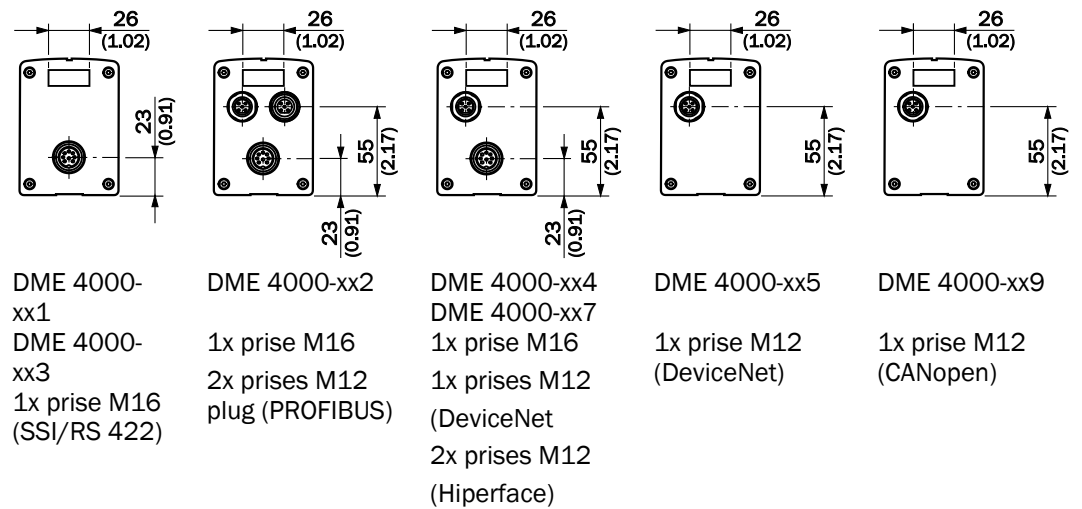 26
(1.02)
23
(0.91)
26
(1.02)
55
(2.17)
23
(0.91)
26
(1.02)
55
(2.17)
23
(0.91)
26
(1.02)
55
(2.17)
26
(1.02)
55
(2.17)
DME 4000-
xx1
DME 4000-
xx3
1x prise M16
(SSI/RS 422)
DME 4000-xx2
1x prise M16
2x prises M12
plug (PROFIBUS)
DME 4000-xx4
DME 4000-xx7
1x prise M16
1x prises M12
(DeviceNet
2x prises M12
(Hiperface)
DME 4000-xx5
1x prise M12
(DeviceNet)
DME 4000-xx9
1x prise M12
(CANopen)